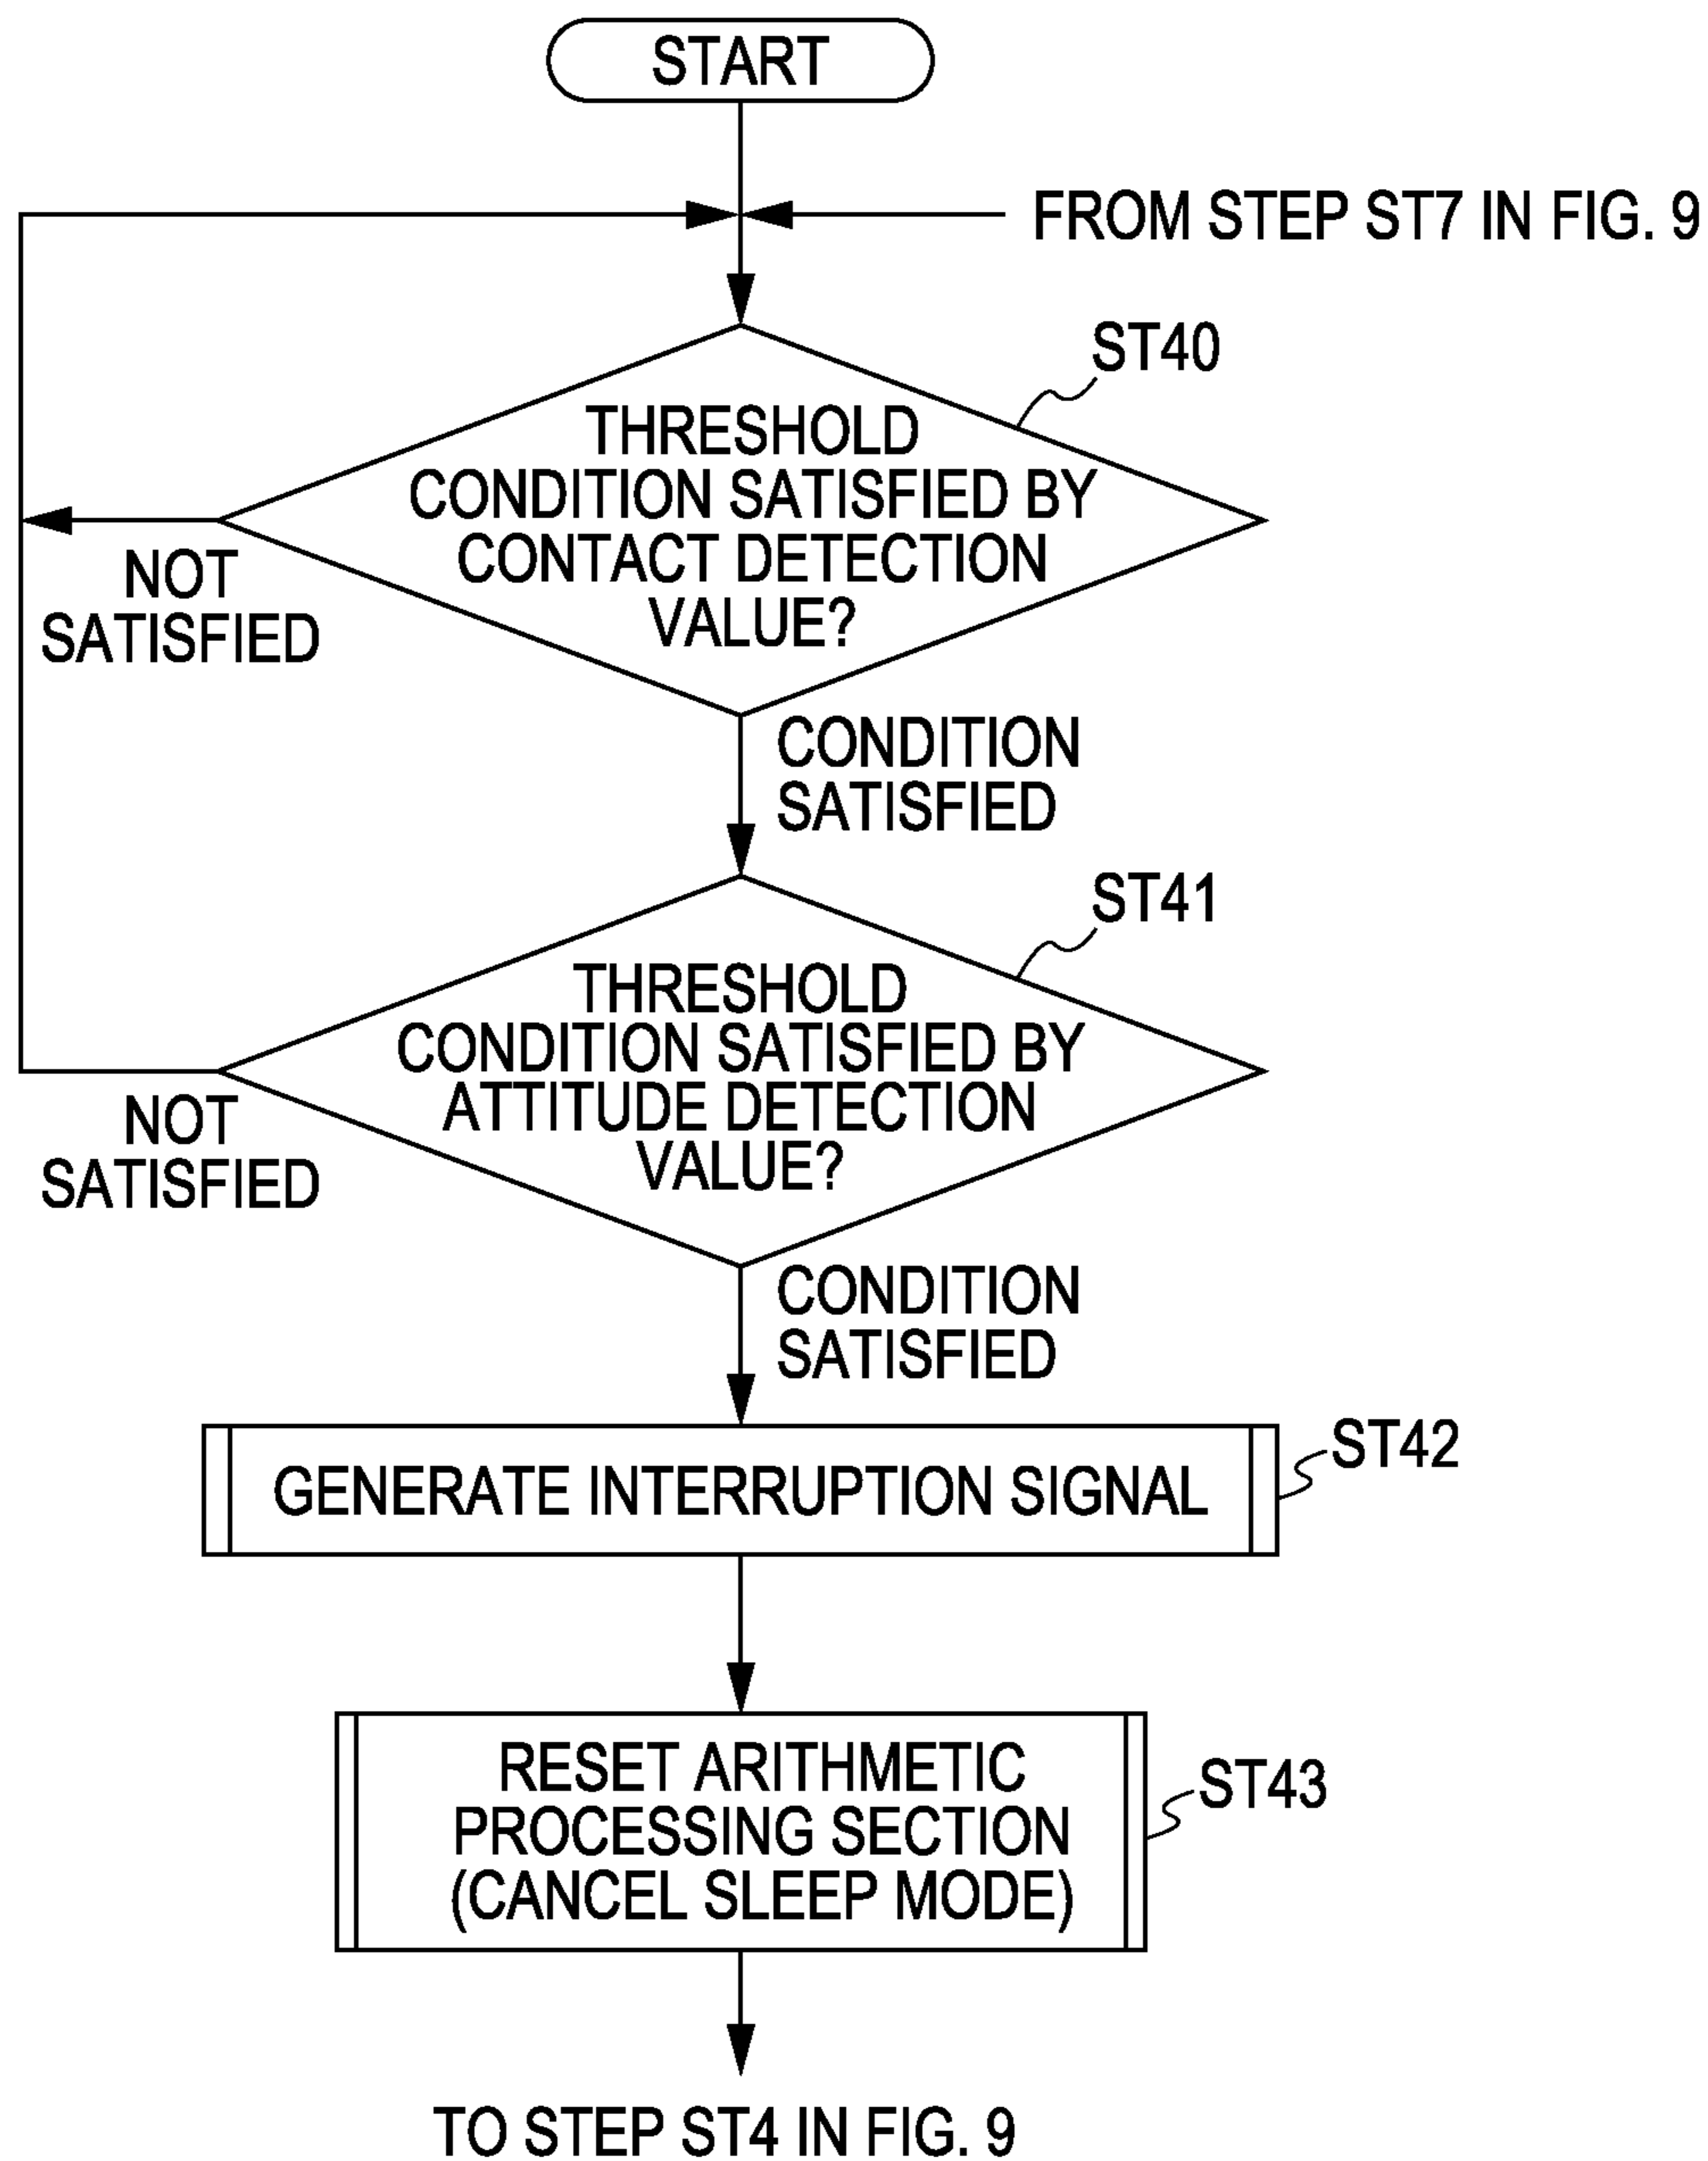 START
FROM STEP ST7 IN FIG. 9
ST40
THRESHOLD
CONDITION SATISFIED BY
CONTACT DETECTION
VALUE?
NOT
SATISFIED
CONDITION
SATISFIED
ST41
THRESHOLD
CONDITION SATISFIED BY
ATTITUDE DETECTION
VALUE?
NOT
SATISFIED
CONDITION
SATISFIED
ST42
GENERATE INTERRUPTION SIGNAL
ST43
RESET ARITHMETIC
PROCESSING SECTION
(CANCEL SLEEP MODE)
TO STEP ST4 IN FIG. 9